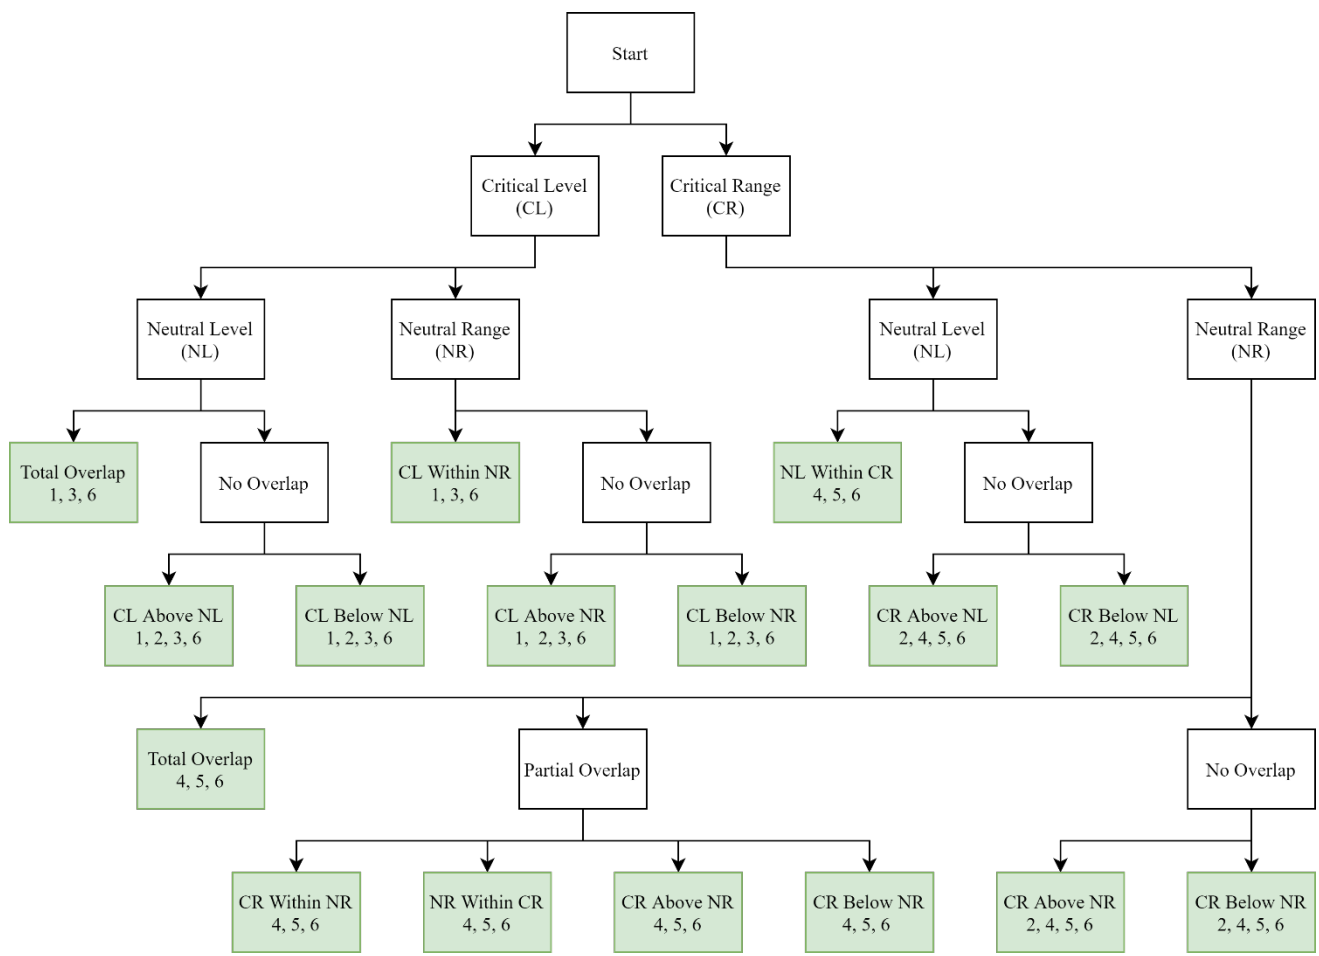 Start
Critical Level
(CL)
Critical Range
(CR)
Neutral Level
(NL)
Neutral Range
(NR)
Neutral Level
(NL)
Neutral Range
(NR)
Total Overlap
1, 3, 6
No Overlap
CL Within NR
1, 3, 6
No Overlap
NL Within CR
4, 5, 6
No Overlap
CL Above NL
1, 2, 3, 6
CL Below NL
1, 2, 3, 6
CL Above NR
1,  2, 3, 6
CL Below NR
1, 2, 3, 6
CR Above NL
2, 4, 5, 6
CR Below NL
2, 4, 5, 6
Total Overlap
4, 5, 6
Partial Overlap
No Overlap
CR Within NR
4, 5, 6
NR Within CR
4, 5, 6
CR Above NR
4, 5, 6
CR Below NR
4, 5, 6
CR Above NR
2, 4, 5, 6
CR Below NR
2, 4, 5, 6